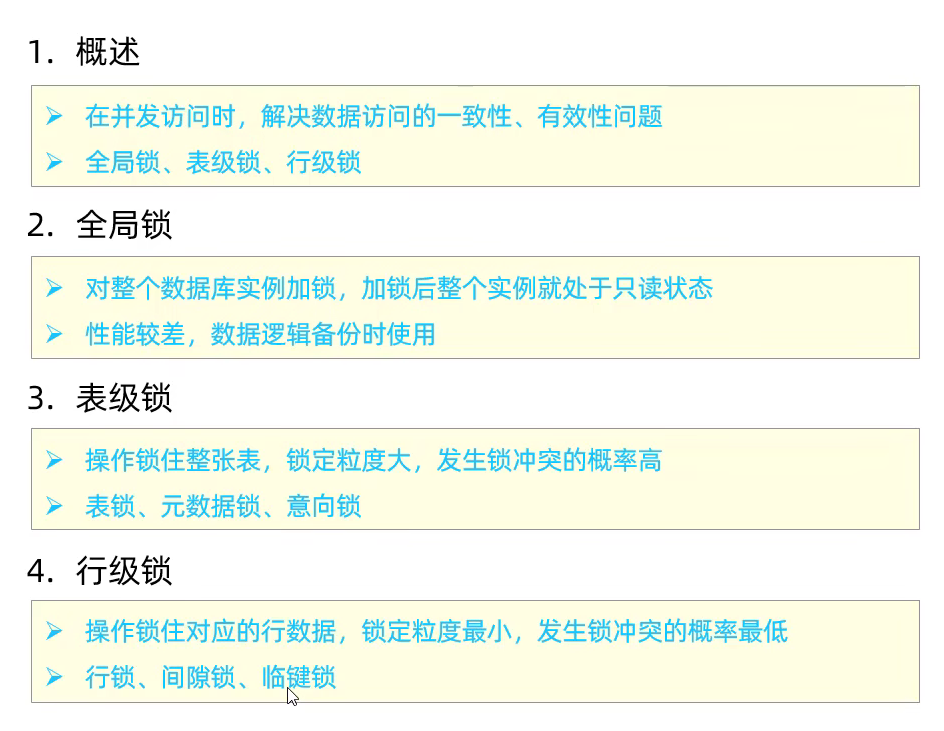 1. 概述
➢ 在并发访问时，解决数据访问的一致性、有效性问题
➢ 全局锁、表级锁、行级锁
2. 全局锁
➢ 对整个数据库实例加锁，加锁后整个实例就处于只读状态
➢ 性能较差，数据逻辑备份时使用
3. 表级锁
➢ 操作锁住整张表，锁定粒度大，发生锁冲突的概率高
➢ 表锁、元数据锁、意向锁
4. 行级锁
➢ 操作锁住对应的行数据，锁定粒度最小，发生锁冲突的概率最低
➢ 行锁、间隙锁、临键锁